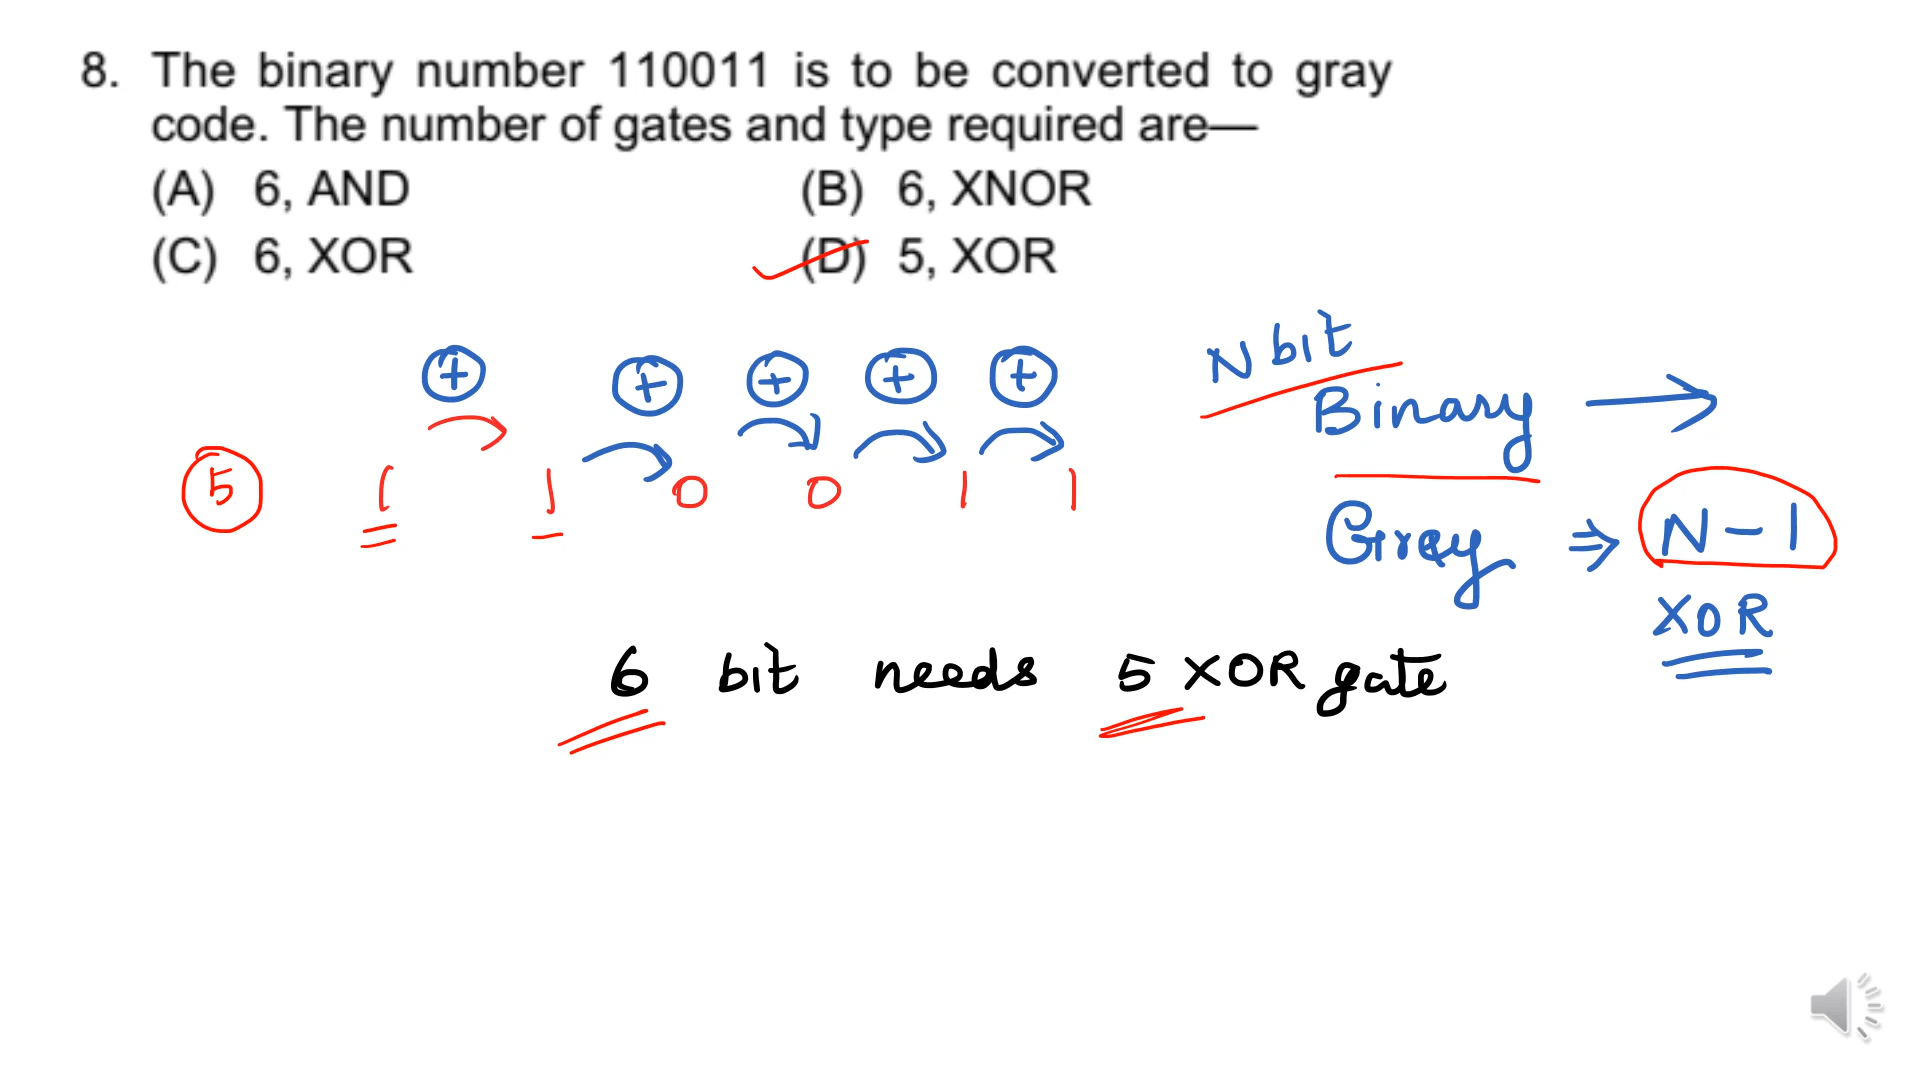 8. The binary number 110011 is to be converted to gray
code. The number of gates and type required are—
(A) 6, AND (B) 6, XNOR
(C) 6, XOR (D) 5, XOR
N bit
+ + + + +
Binary
5 1 1 0 0 1 1
Gray ⇒ N - 1
XOR
6 bit needs 5 XOR gate